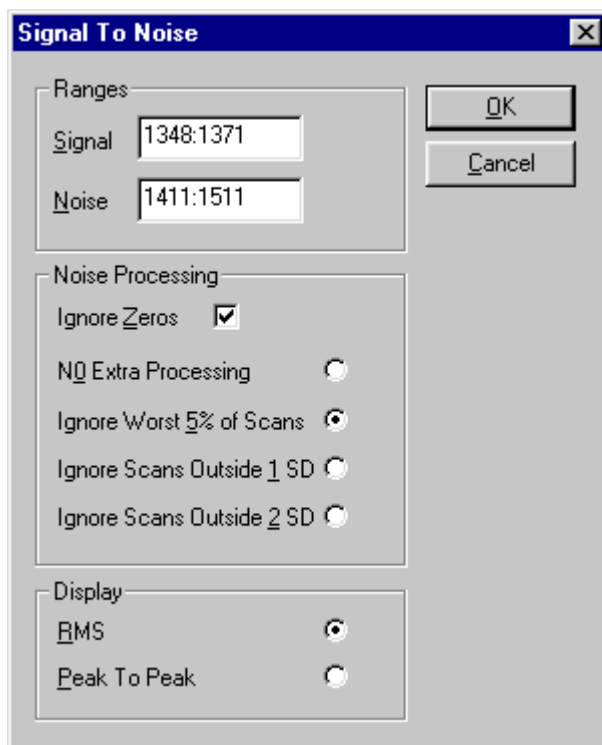 Signal To Noise
Ranges
Signal 1348:1371
Noise 1411:1511
OK
Cancel
Noise Processing
Ignore Zeros
N0 Extra Processing
Ignore Worst 5% of Scans
Ignore Scans Outside 1 SD
Ignore Scans Outside 2 SD
Display
RMS
Peak To Peak